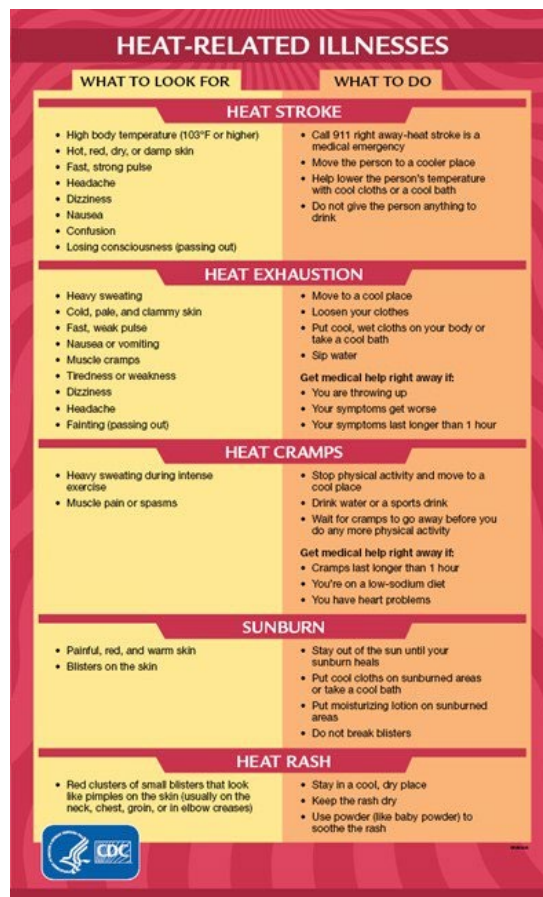 HEAT-RELATED ILLNESSES
WHAT TO LOOK FOR
WHAT TO DO
HEAT STROKE
• High body temperature (103°F or higher)
• Hot, red, dry, or damp skin
• Fast, strong pulse
• Headache
• Dizziness
• Nausea
• Confusion
• Losing consciousness (passing out)
• Call 911 right away-heat stroke is a
medical emergency
• Move the person to a cooler place
• Help lower the person's temperature
with cool cloths or a cool bath
• Do not give the person anything to
drink
HEAT EXHAUSTION
• Heavy sweating
• Cold, pale, and clammy skin
• Fast, weak pulse
• Nausea or vomiting
• Muscle cramps
• Tiredness or weakness
• Dizziness
• Headache
• Fainting (passing out)
• Move to a cool place
• Loosen your clothes
• Put cool, wet cloths on your body or
take a cool bath
• Sip water
Get medical help right away if:
• You are throwing up
• Your symptoms get worse
• Your symptoms last longer than 1 hour
HEAT CRAMPS
• Heavy sweating during intense
exercise
• Muscle pain or spasms
• Stop physical activity and move to a
cool place
• Drink water or a sports drink
• Wait for cramps to go away before you
do any more physical activity
Get medical help right away if:
• Cramps last longer than 1 hour
• You're on a low-sodium diet
• You have heart problems
SUNBURN
• Painful, red, and warm skin
• Blisters on the skin
• Stay out of the sun until your
sunburn heals
• Put cool cloths on sunburned areas
or take a cool bath
• Put moisturizing lotion on sunburned
areas
• Do not break blisters
HEAT RASH
• Red clusters of small blisters that look
like pimples on the skin (usually on the
neck, chest, groin, or in elbow creases)
• Stay in a cool, dry place
• Keep the rash dry
• Use powder (like baby powder) to
soothe the rash
CDC